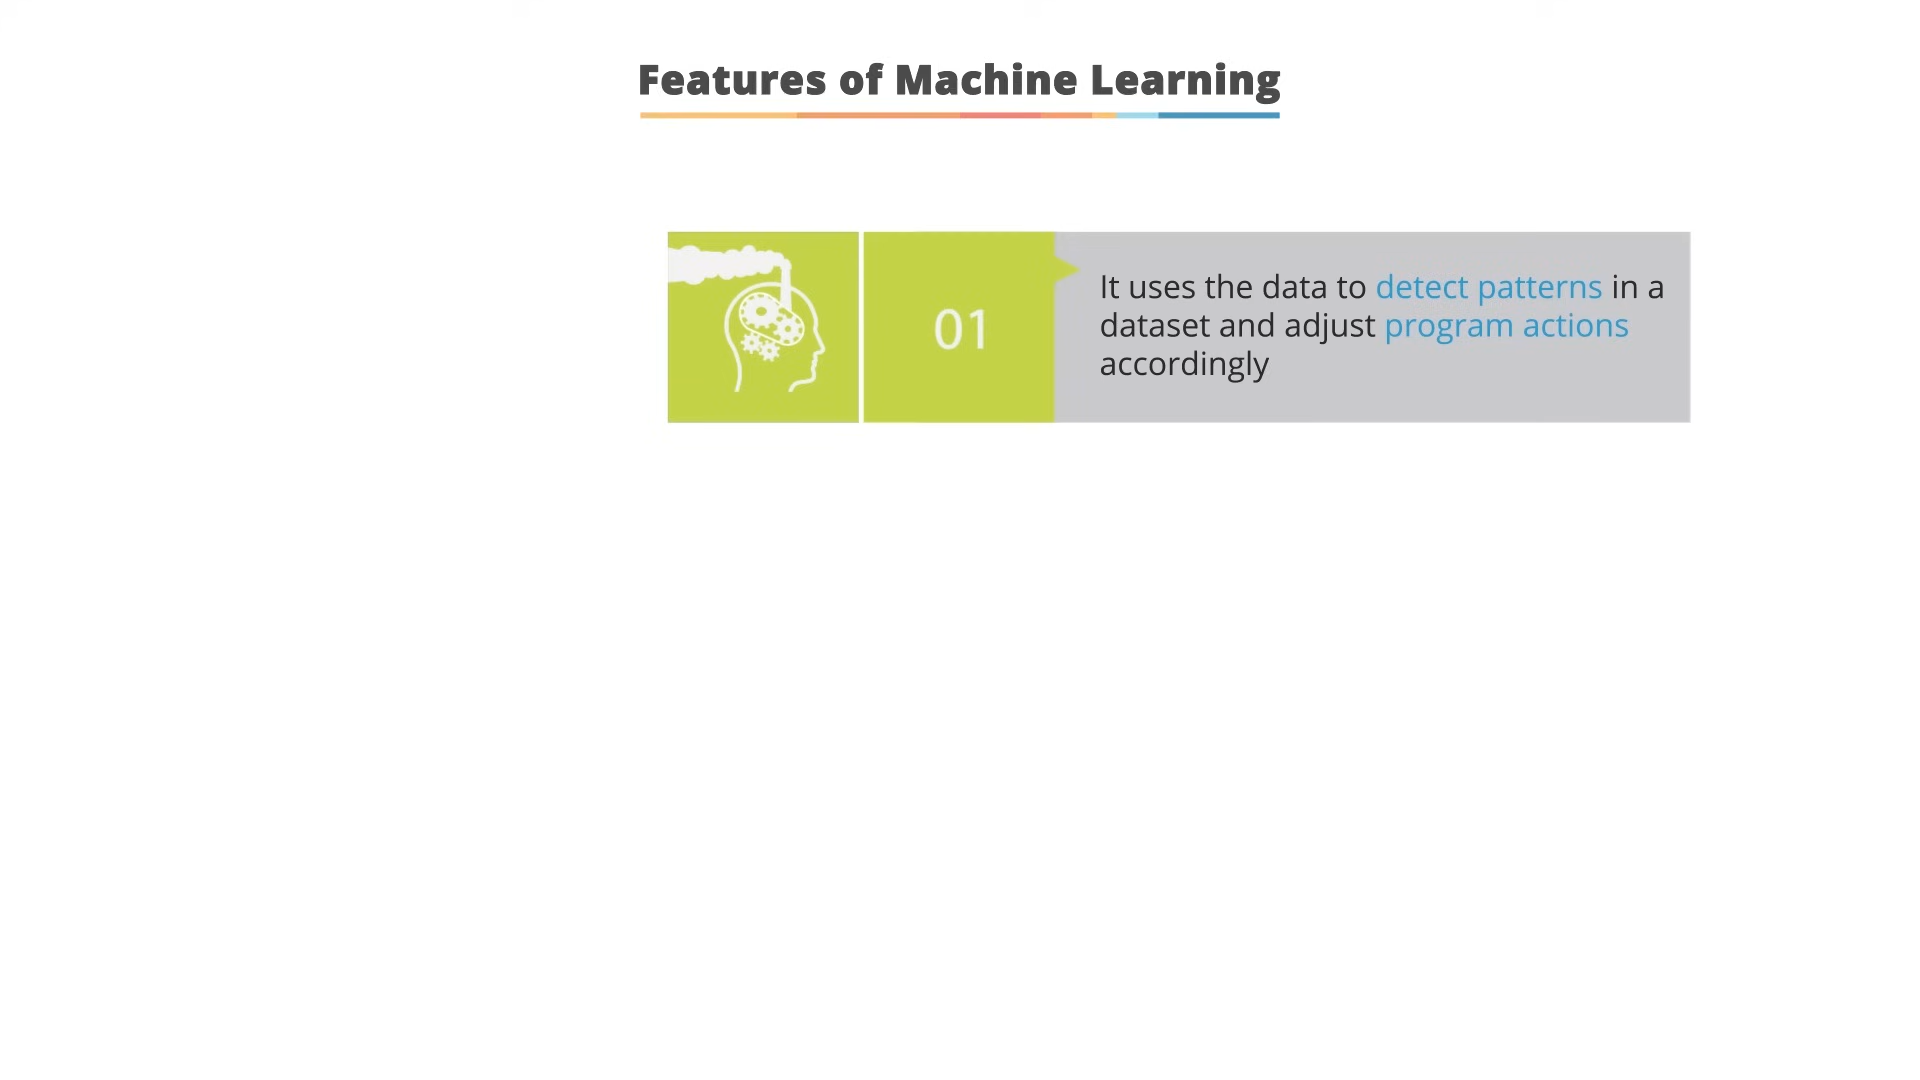 Features of Machine Learning
01
It uses the data to detect patterns in a
dataset and adjust program actions
accordingly